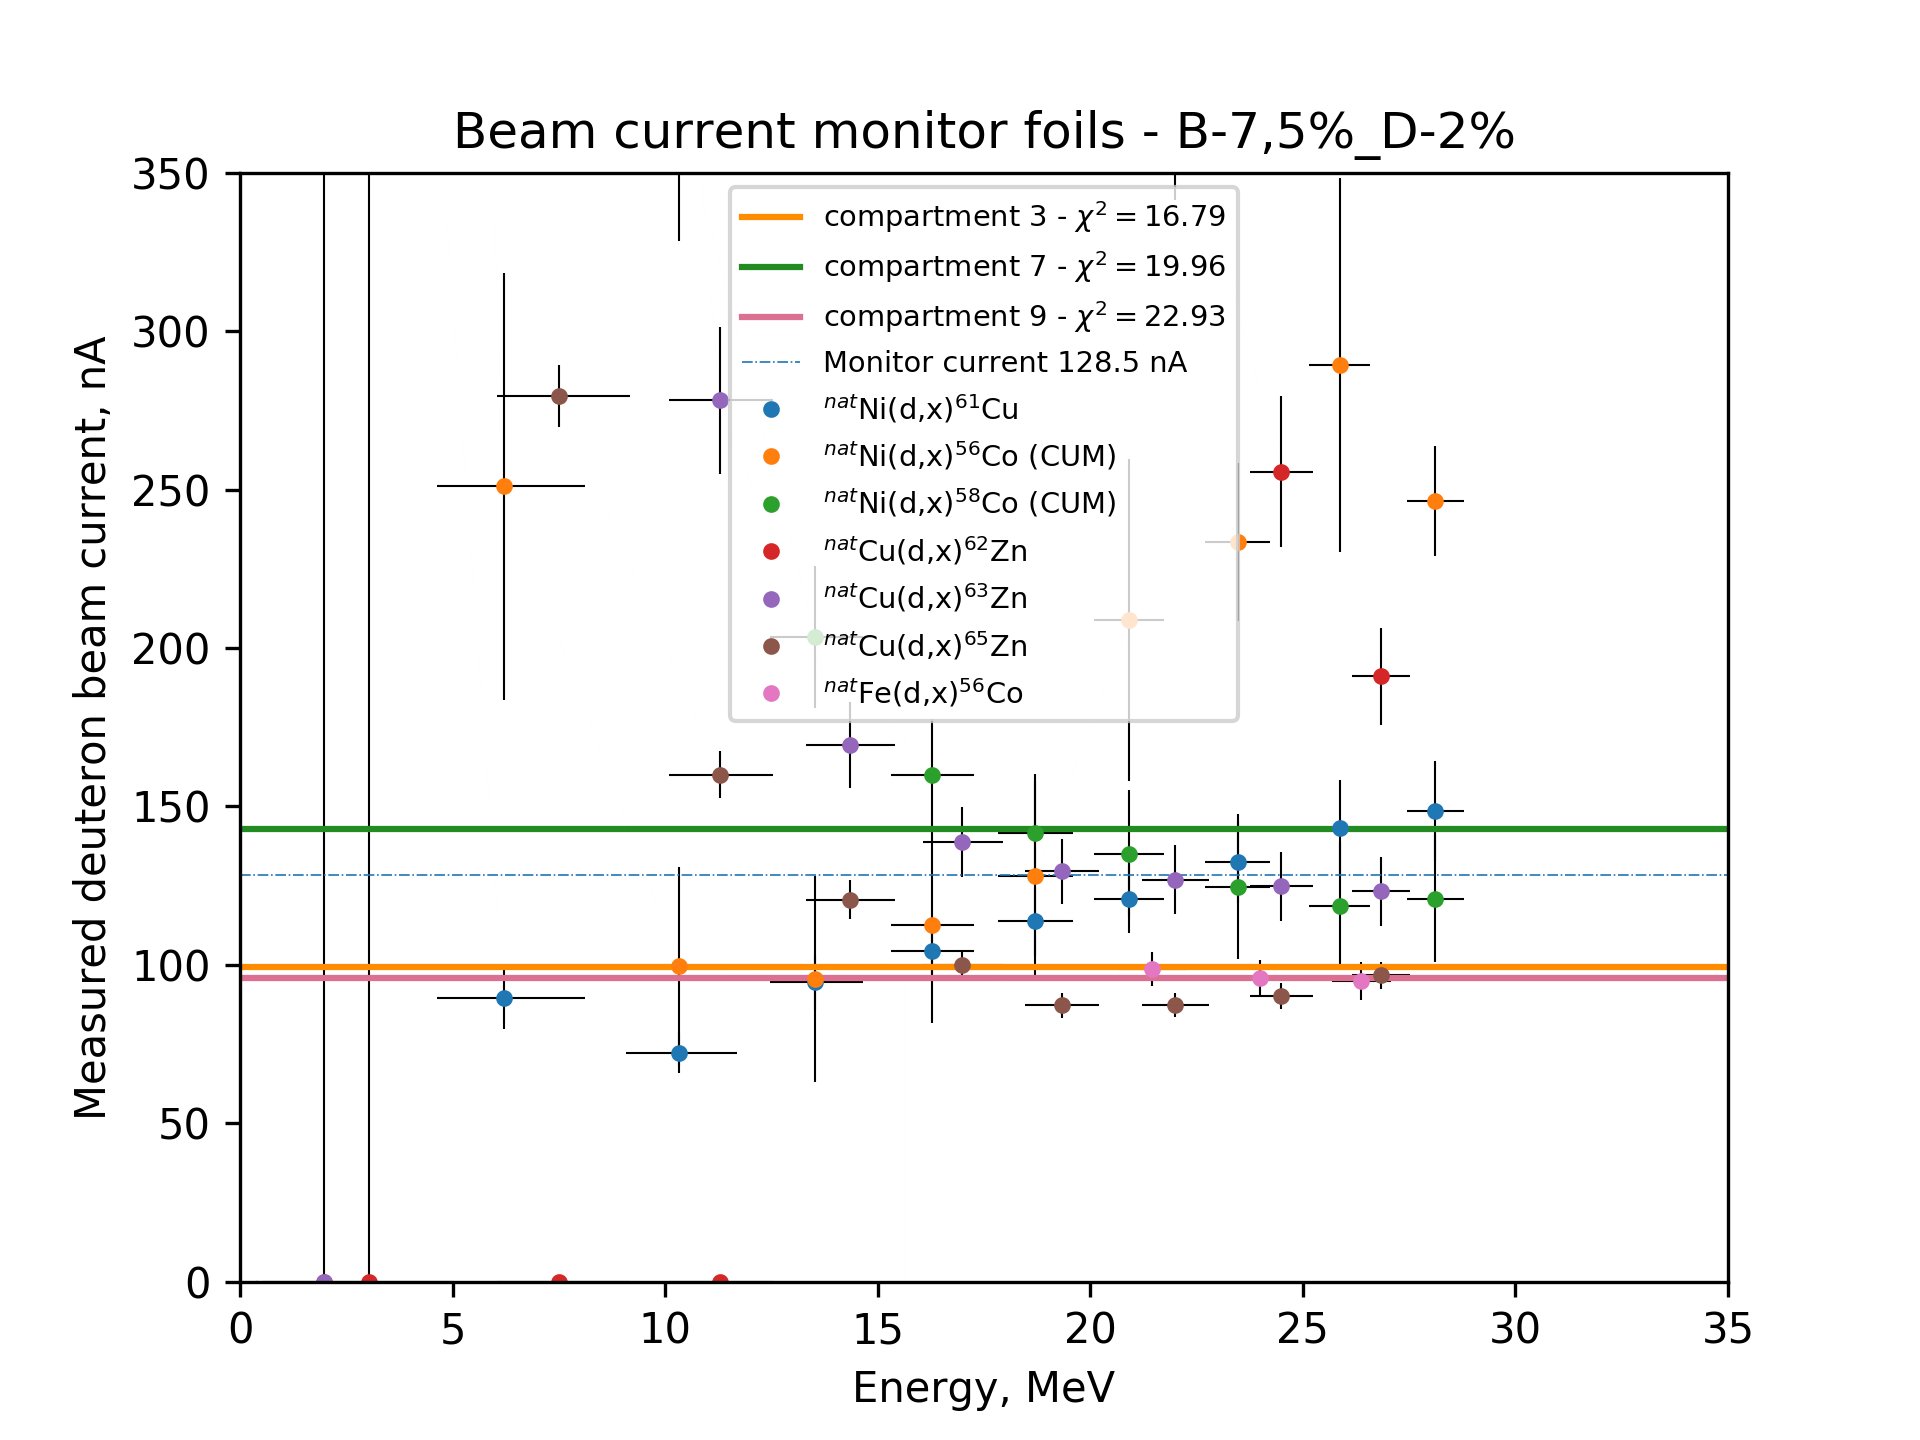 Beam current monitor foils - B-7,5%_D-2%
350
300
250
200
150
100
50
0
Measured deuteron beam current, nA
compartment 3 - χ² = 16.79
compartment 7 - χ² = 19.96
compartment 9 - χ² = 22.93
Monitor current 128.5 nA
ⁿᵃᵗNi(d,x)⁶¹Cu
ⁿᵃᵗNi(d,x)⁵⁶Co (CUM)
ⁿᵃᵗNi(d,x)⁵⁸Co (CUM)
ⁿᵃᵗCu(d,x)⁶²Zn
ⁿᵃᵗCu(d,x)⁶³Zn
ⁿᵃᵗCu(d,x)⁶⁵Zn
ⁿᵃᵗFe(d,x)⁵⁶Co
0 5 10 15 20 25 30 35
Energy, MeV